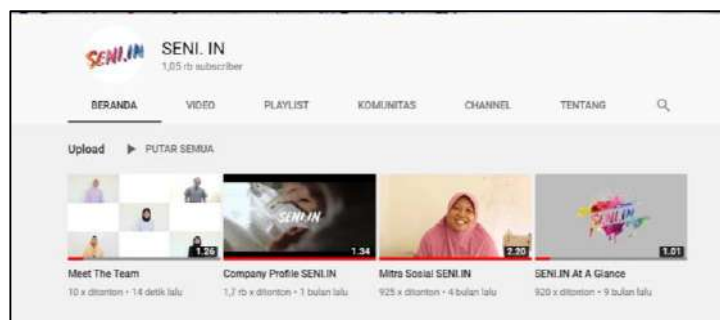 SENI.IN
SENI. IN
1,05 rb subscriber
BERANDA VIDEO PLAYLIST KOMUNITAS CHANNEL TENTANG
Upload PUTAR SEMUA
1.26
SENI.IN
1.34
2.20
SENI.IN
1.01
Meet The Team
10 x ditonton • 14 detik lalu
Company Profile SENI.IN
1,7 rb x ditonton • 1 bulan lalu
Mitra Sosial SENI.IN
925 x ditonton • 4 bulan lalu
SENI.IN At A Glance
920 x ditonton • 9 bulan lalu